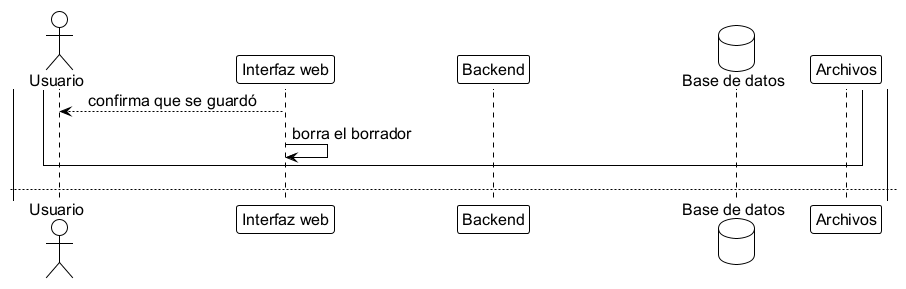 Usuario
Interfaz web
Backend
Base de datos
Archivos
confirma que se guardó
borra el borrador
Usuario
Interfaz web
Backend
Base de datos
Archivos